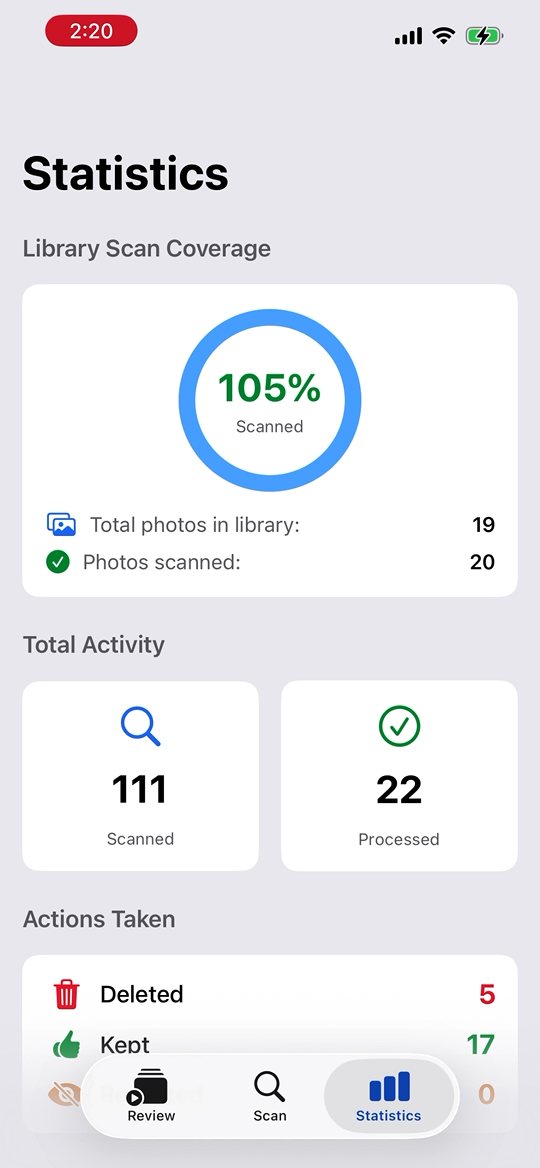 2:20
Statistics
Library Scan Coverage
105%
Scanned
Total photos in library: 19
Photos scanned: 20
Total Activity
111
Scanned
22
Processed
Actions Taken
Deleted 5
Kept 17
0
Review
Scan
Statistics